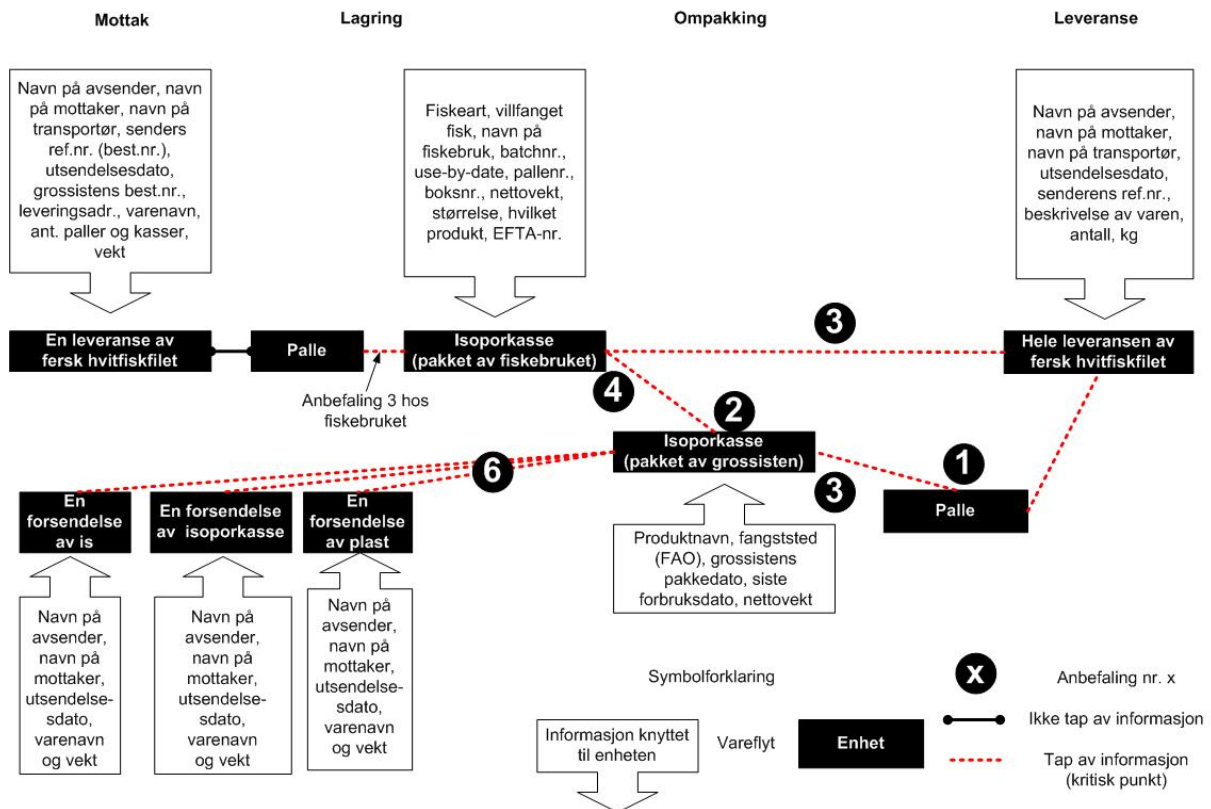 Mottak
Lagring
Ompakking
Leveranse
Navn på avsender, navn
på mottaker, navn på
transportør, senders
ref.nr. (best.nr.),
utsendelsesdato,
grossistens best.nr.,
leveringsadr., varenavn,
ant. paller og kasser,
vekt
Fiskeart, villfanget
fisk, navn på
fiskebruk, batchnr.,
use-by-date, pallenr.,
boksnr., nettovekt,
størrelse, hvilket
produkt, EFTA-nr.
Navn på avsender,
navn på mottaker,
navn på transportør,
utsendelsesdato,
senderens ref.nr.,
beskrivelse av varen,
antall, kg
En leveranse av
fersk hvitfiskfilet
Palle
Isoporkasse
(pakket av fiskebruket)
3
Hele leveransen av
fersk hvitfiskfilet
Anbefaling 3 hos
fiskebruket
4
2
Isoporkasse
(pakket av grossisten)
6
3
1
Palle
En
forsendelse
av is
En forsendelse
av isoporkasse
En
forsendelse
av plast
Produktnavn, fangststed
(FAO), grossistens
pakkedato, siste
forbruksdato, nettovekt
Navn på
avsender,
navn på
mottaker,
utsendelse-
sdato,
varenavn
og vekt
Navn på
avsender,
navn på
mottaker,
utsendelse-
sdato,
varenavn
og vekt
Navn på
avsender,
navn på
mottaker,
utsendelse-
sdato,
varenavn
og vekt
Symbolforklaring
x
Anbefaling nr. x
Informasjon knyttet
til enheten
Vareflyt
Enhet
Ikke tap av informasjon
Tap av informasjon
(kritisk punkt)